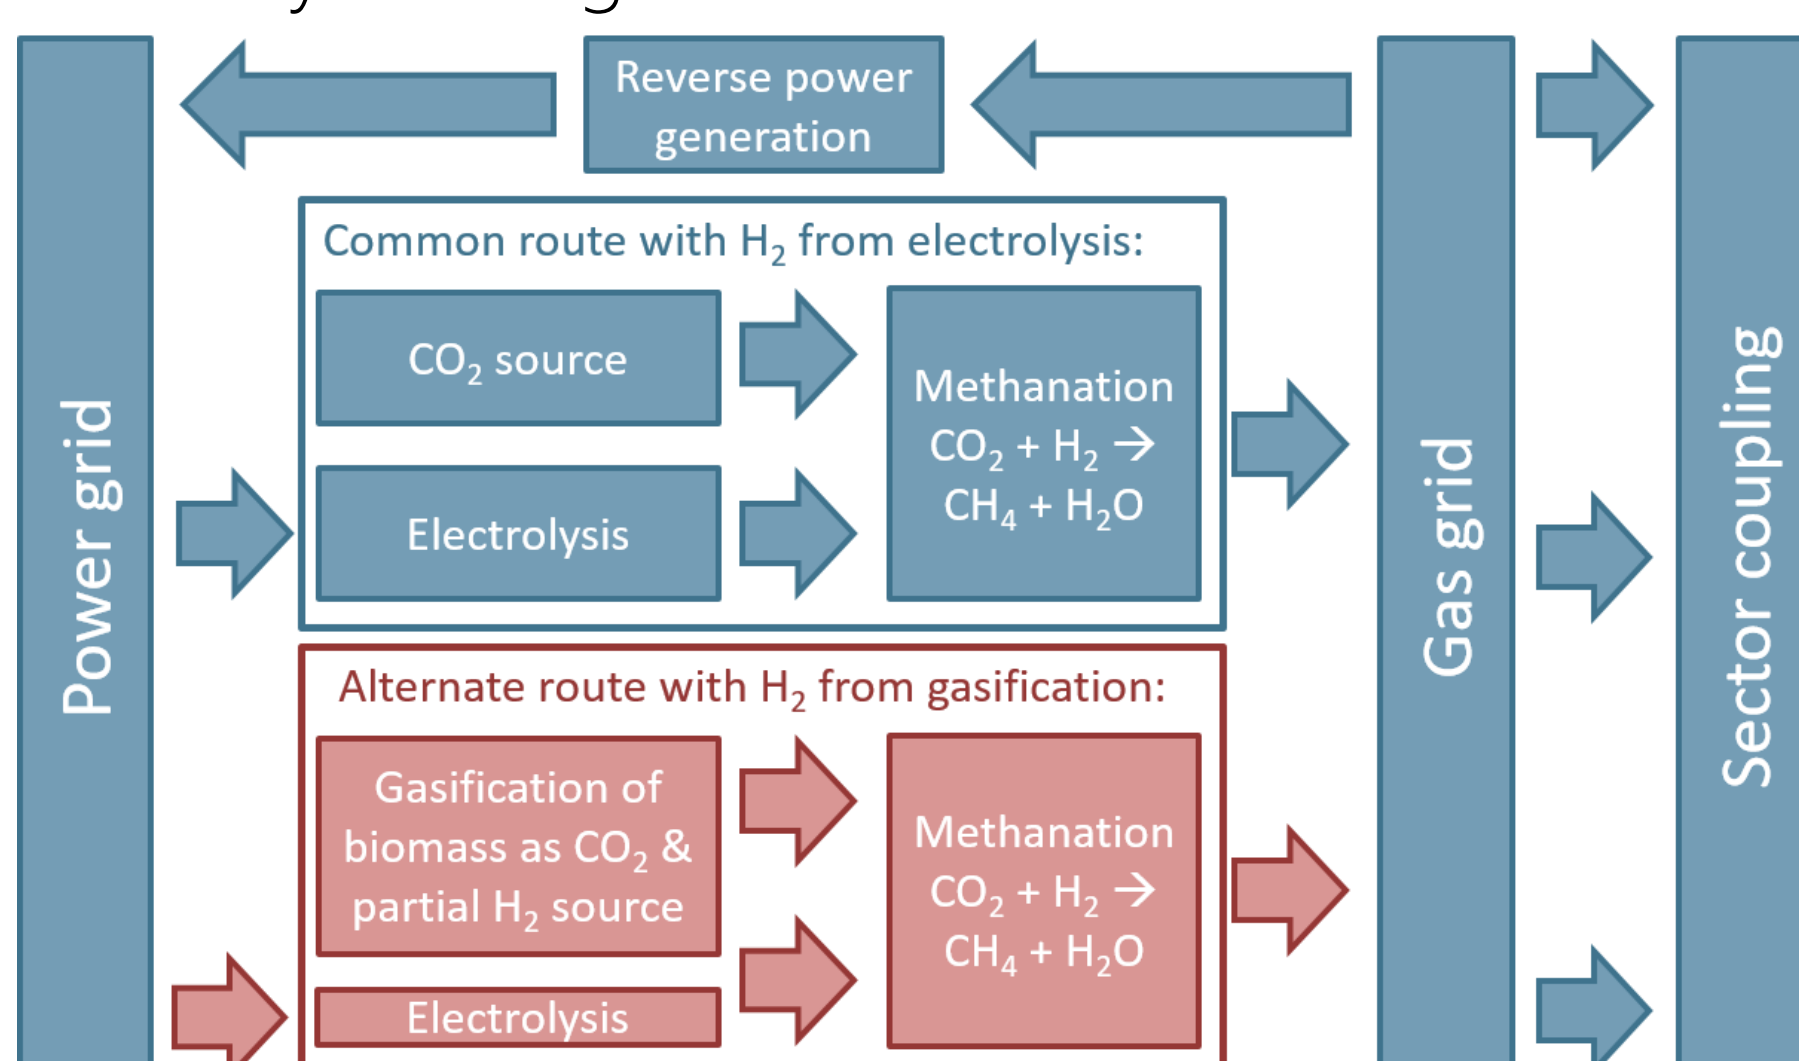 Power grid
Reverse power
generation
Common route with H₂ from electrolysis:
CO₂ source
Electrolysis
Methanation
CO₂ + H₂ →
CH₄ + H₂O
Alternate route with H₂ from gasification:
Gasification of
biomass as CO₂ &
partial H₂ source
Electrolysis
Methanation
CO₂ + H₂ →
CH₄ + H₂O
Gas grid
Sector coupling